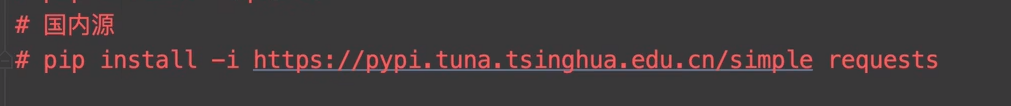 # 国内源
# pip install -i https://pypi.tuna.tsinghua.edu.cn/simple requests